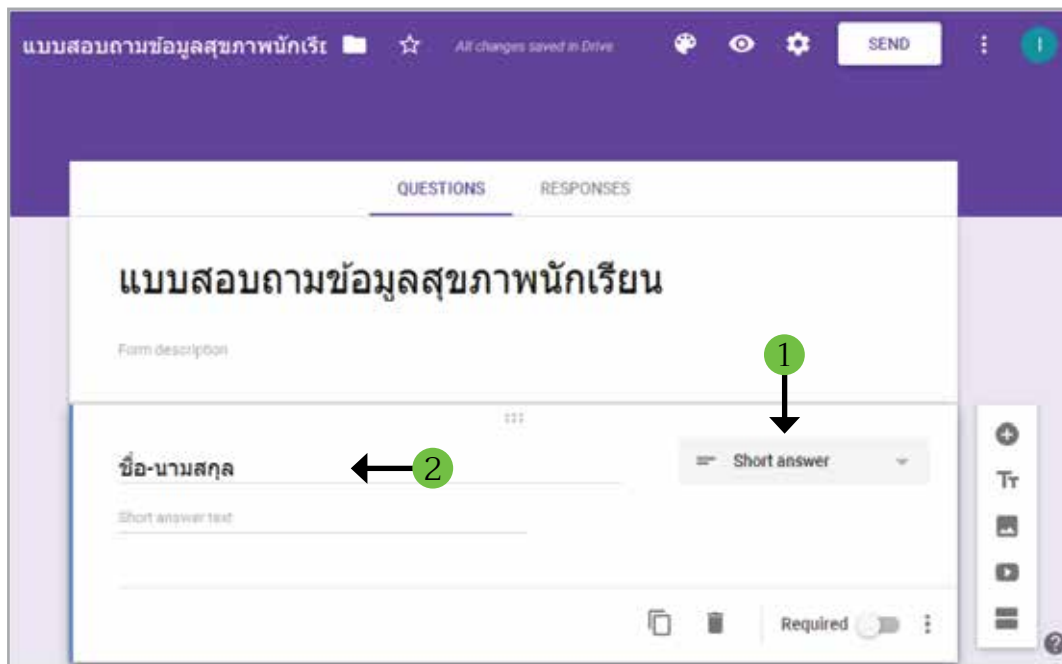 แบบสอบถามข้อมูลสุขภาพนักเรีย All changes saved in Drive SEND I
QUESTIONS RESPONSES
แบบสอบถามข้อมูลสุขภาพนักเรียน
Form description
1
ชื่อ-นามสกุล 2 Short answer
Tт
Short answer text
Required